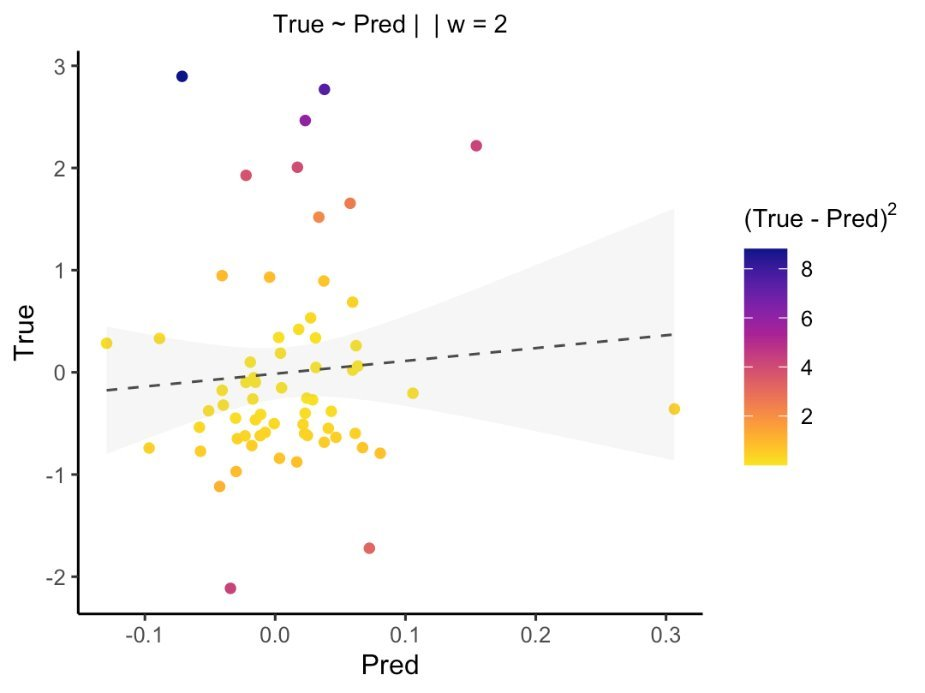 True ~ Pred | | w = 2
3
2
1
0
-1
-2
True
-0.1 0.0 0.1 0.2 0.3
Pred
(True - Pred)²
8
6
4
2